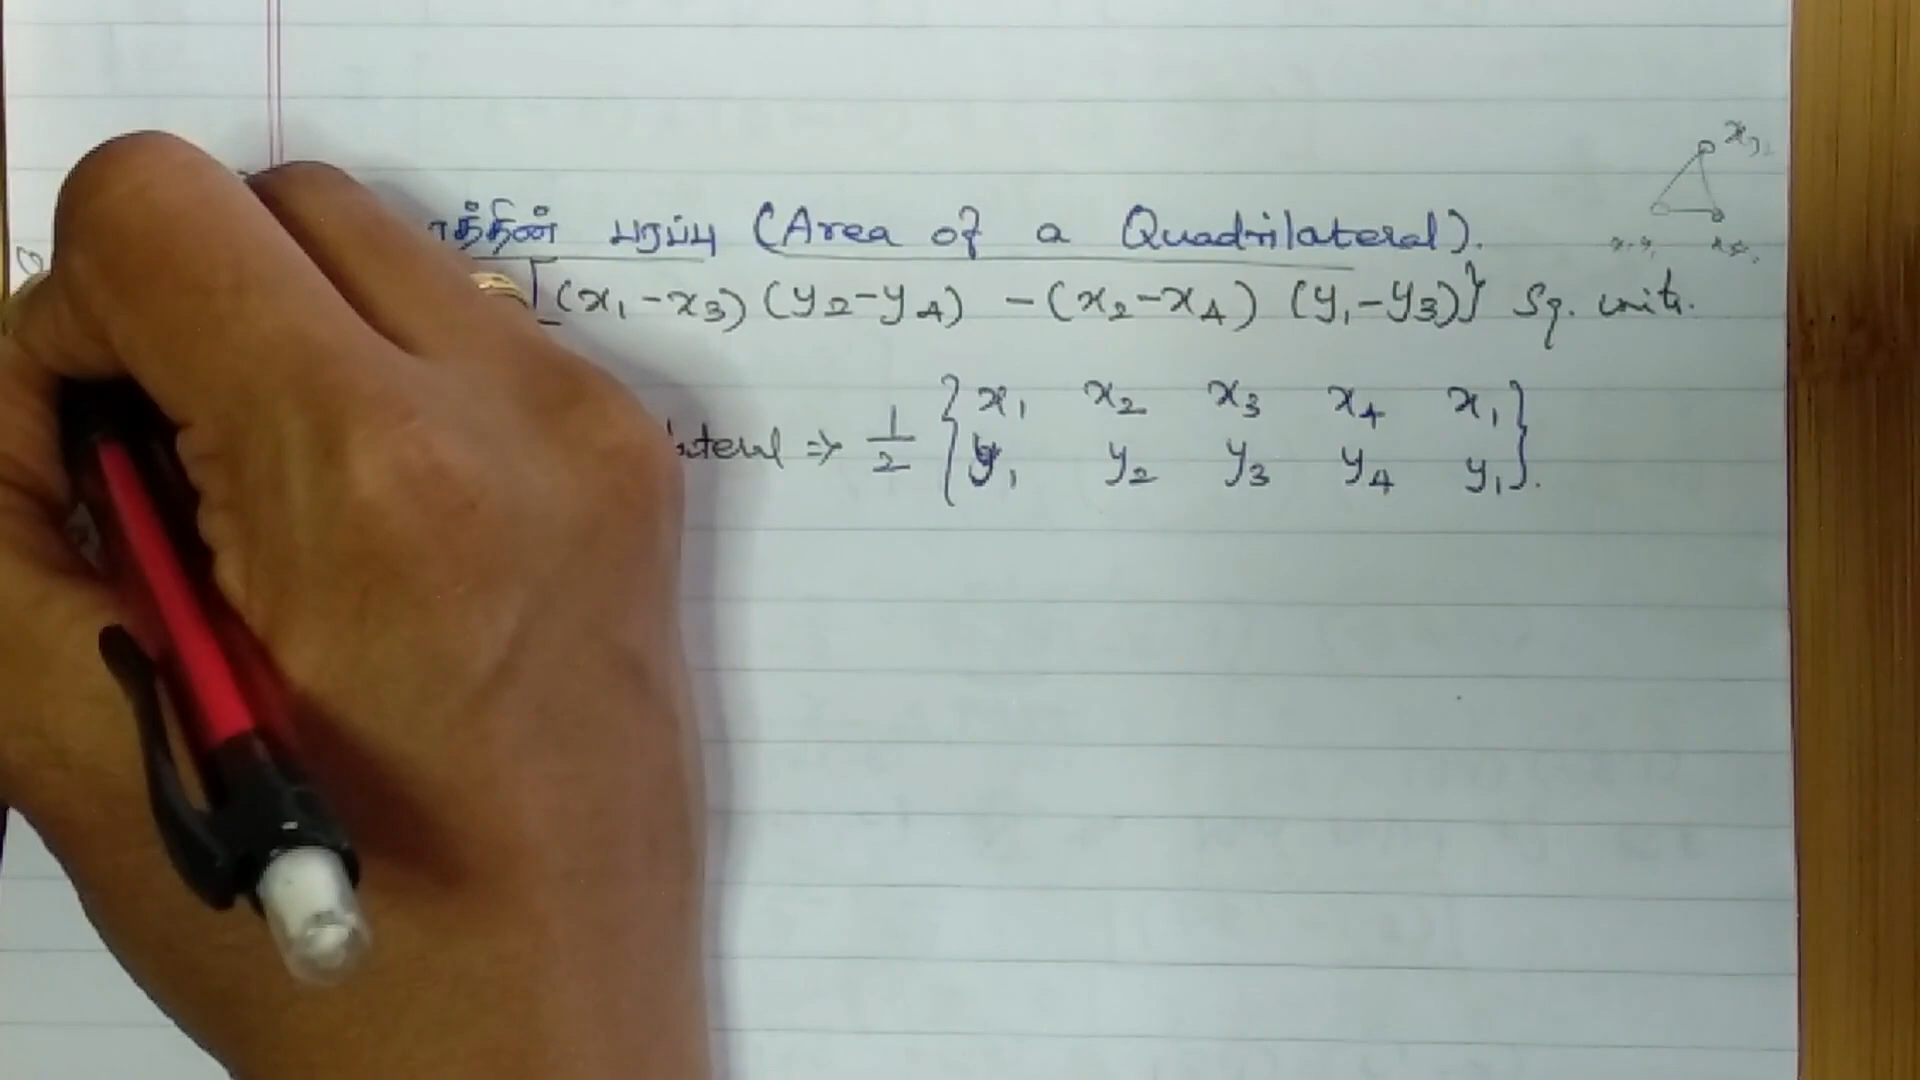 பரப்பு (Area of a Quadrilateral).
[(x₁-x₃) (y₂-y₄) -(x₂-x₄) (y₁-y₃)} Sq. units.
⇒ 1/2 { x₁ x₂ x₃ x₄ x₁
y₁ y₂ y₃ y₄ y₁ }.